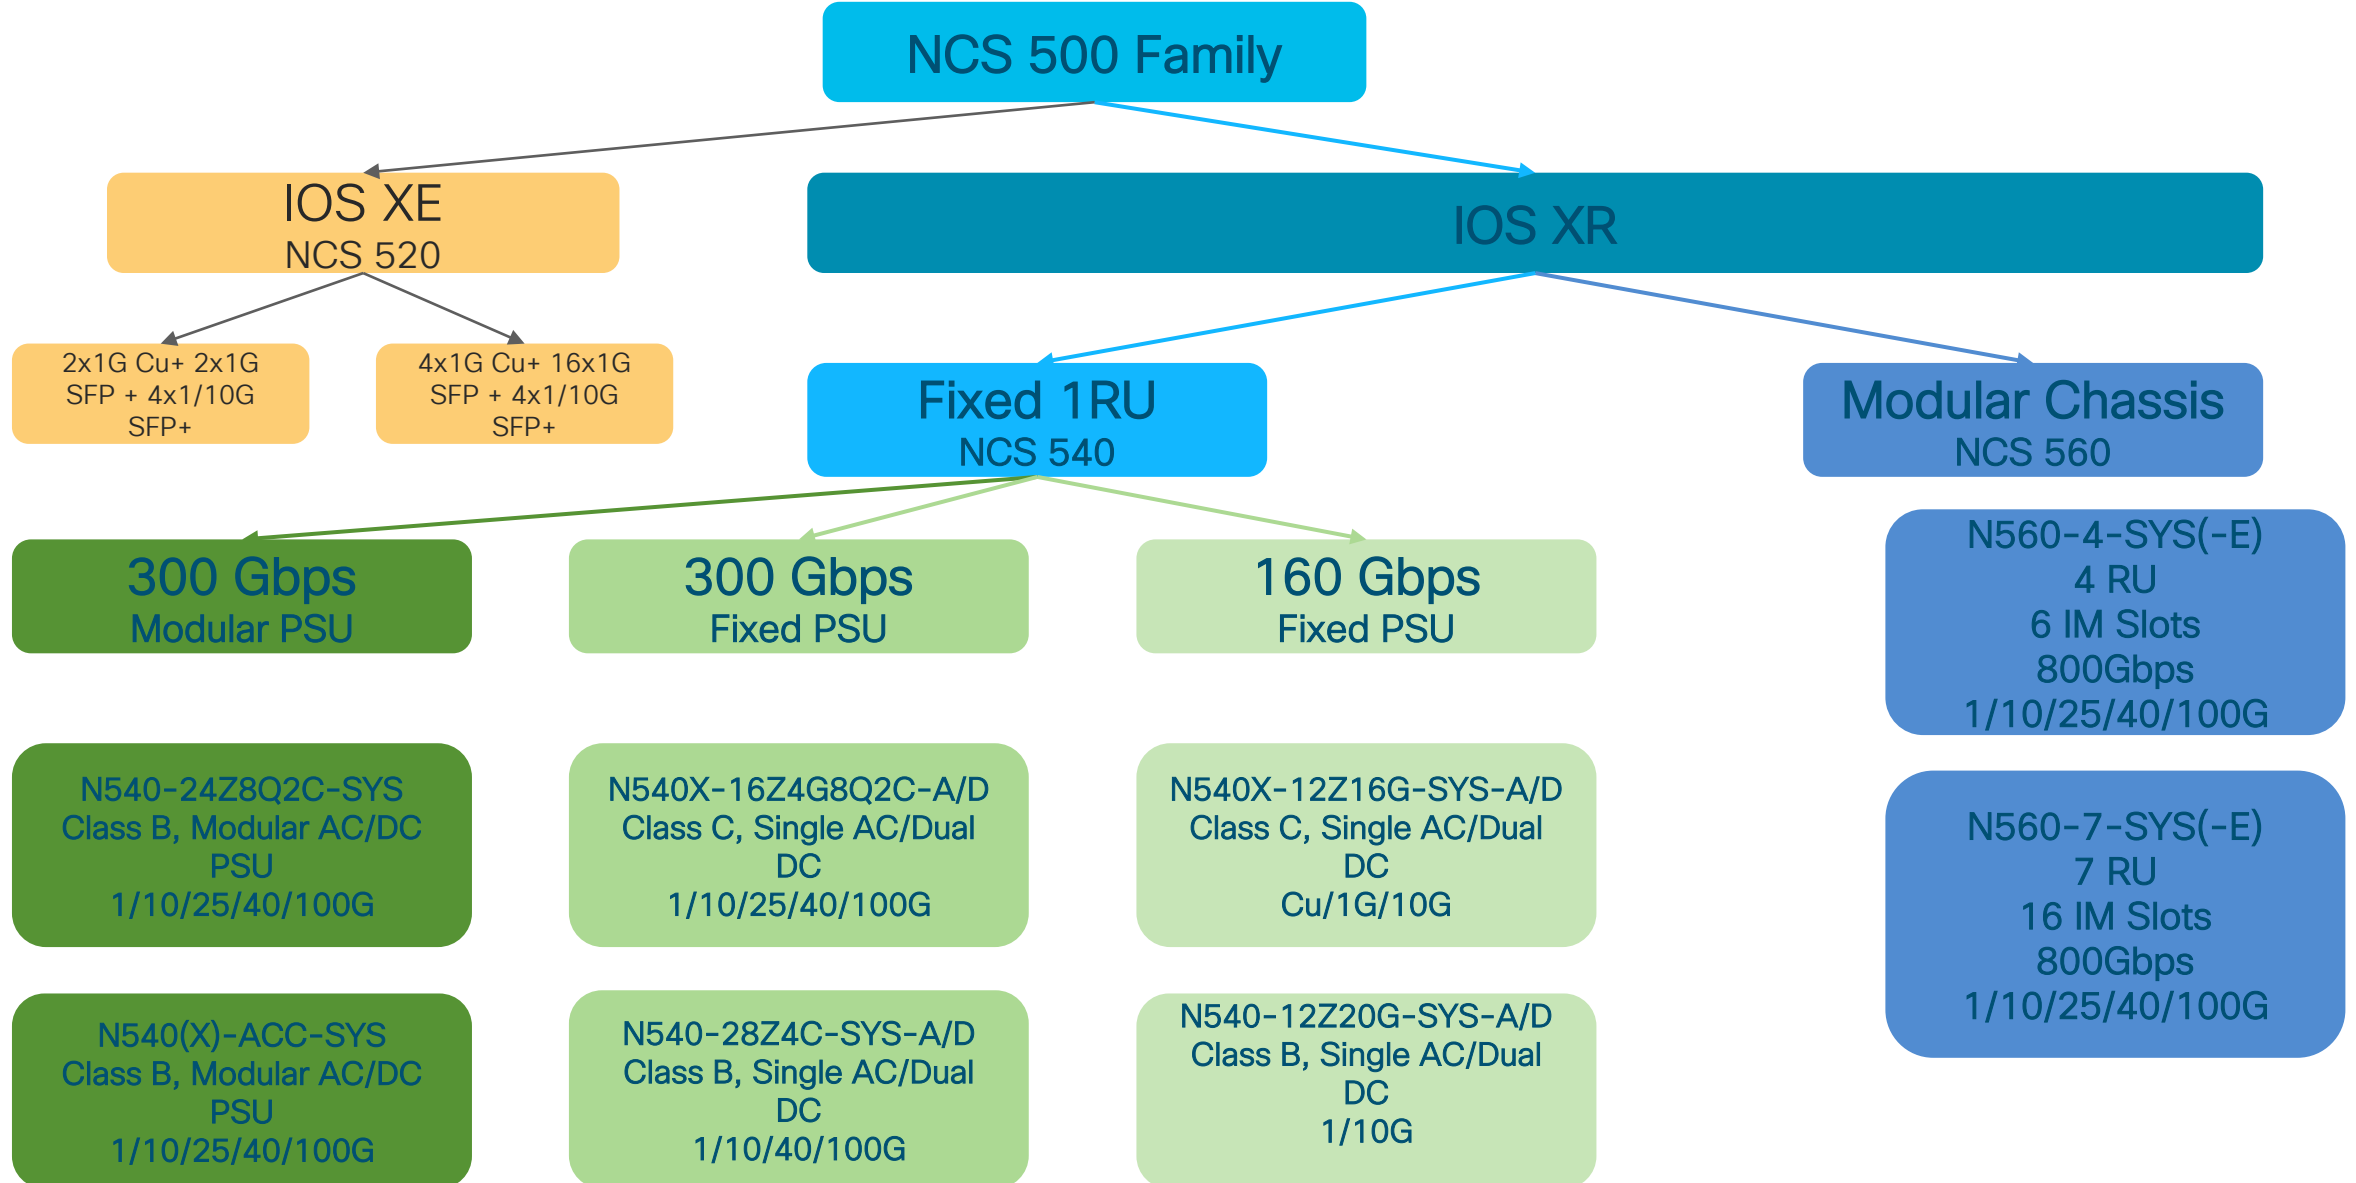 NCS 500 Family
IOS XE
NCS 520
IOS XR
2x1G Cu+ 2x1G
SFP + 4x1/10G
SFP+
4x1G Cu+ 16x1G
SFP + 4x1/10G
SFP+
Fixed 1RU
NCS 540
Modular Chassis
NCS 560
300 Gbps
Modular PSU
300 Gbps
Fixed PSU
160 Gbps
Fixed PSU
N560-4-SYS(-E)
4 RU
6 IM Slots
800Gbps
1/10/25/40/100G
N540-24Z8Q2C-SYS
Class B, Modular AC/DC
PSU
1/10/25/40/100G
N540X-16Z4G8Q2C-A/D
Class C, Single AC/Dual
DC
1/10/25/40/100G
N540X-12Z16G-SYS-A/D
Class C, Single AC/Dual
DC
Cu/1G/10G
N560-7-SYS(-E)
7 RU
16 IM Slots
800Gbps
1/10/25/40/100G
N540(X)-ACC-SYS
Class B, Modular AC/DC
PSU
1/10/25/40/100G
N540-28Z4C-SYS-A/D
Class B, Single AC/Dual
DC
1/10/40/100G
N540-12Z20G-SYS-A/D
Class B, Single AC/Dual
DC
1/10G